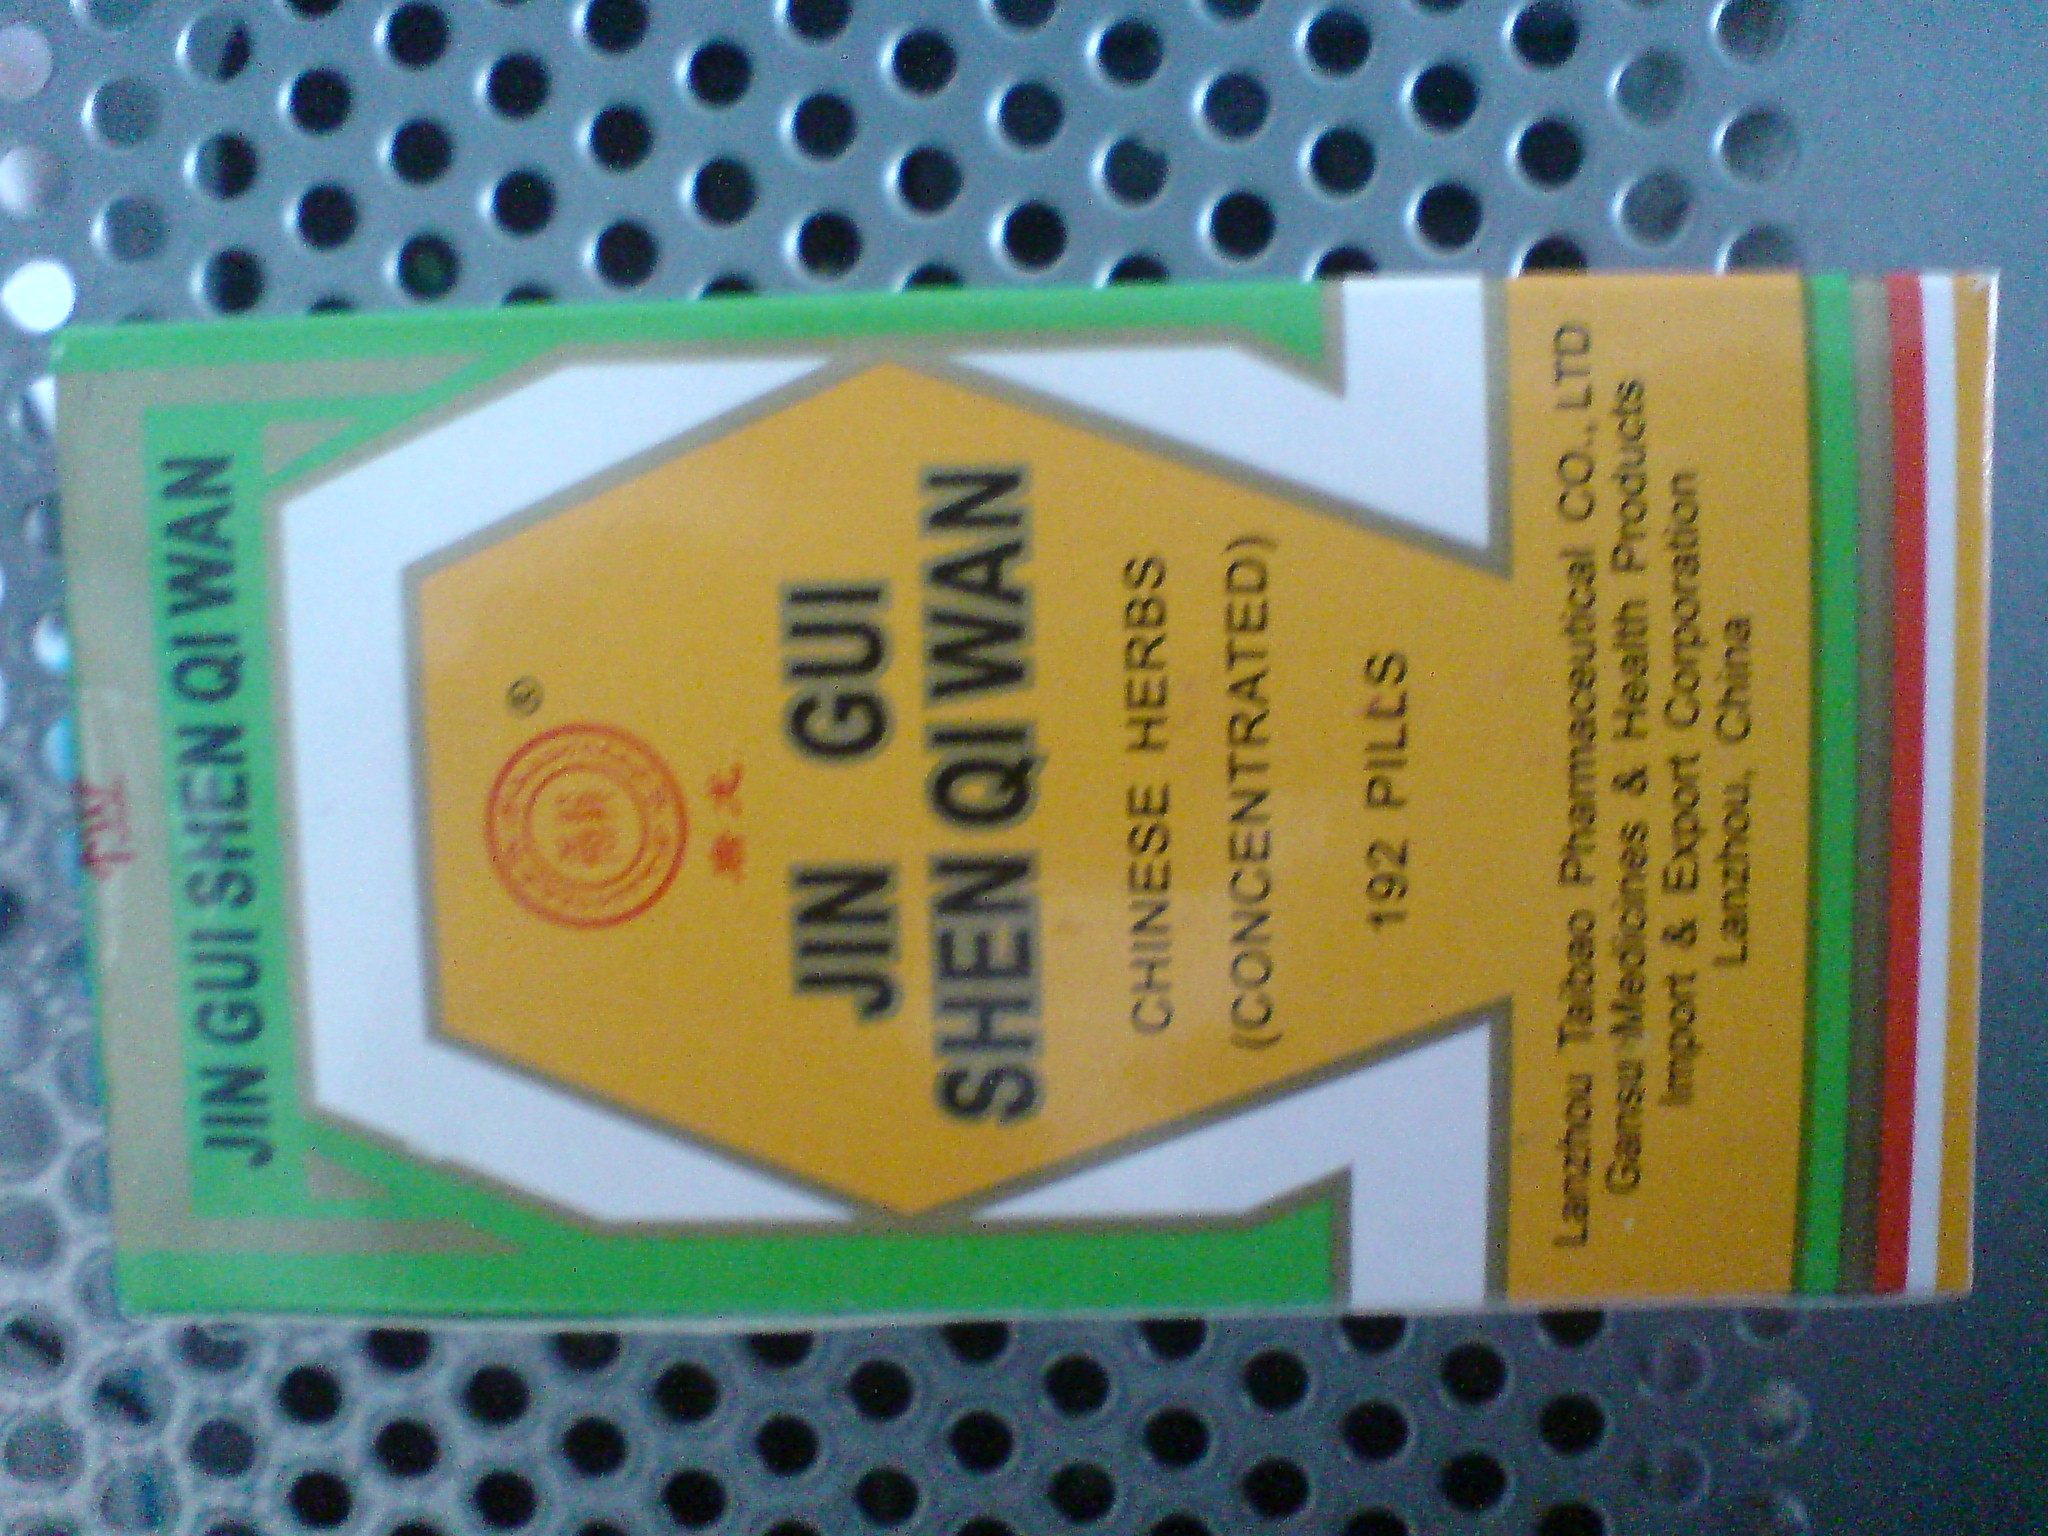 JIN GUI SHEN QI WAN
JIN GUI
SHEN QI WAN
CHINESE HERBS
(CONCENTRATED)
192 PILLS
Lanzhou Taibao Pharmaceutical CO., LTD
Gansu Medicines & Health Products
Import & Export Corporation
Lanzhou, China